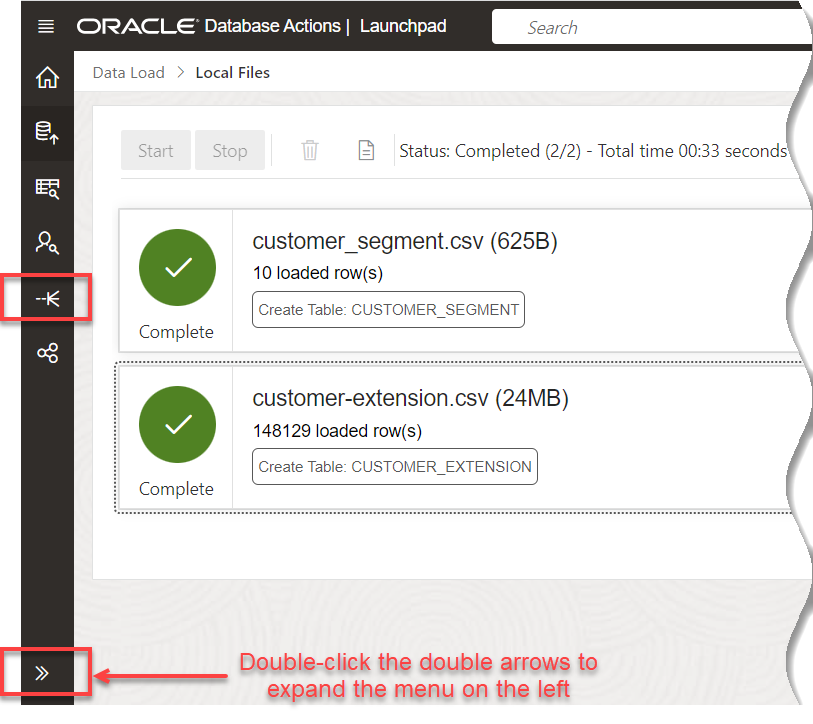 ORACLE® Database Actions | Launchpad
Search
Data Load > Local Files
Start Stop Status: Completed (2/2) - Total time 00:33 seconds
customer_segment.csv (625B)
10 loaded row(s)
Create Table: CUSTOMER_SEGMENT
Complete
customer-extension.csv (24MB)
148129 loaded row(s)
Create Table: CUSTOMER_EXTENSION
Complete
Double-click the double arrows to
expand the menu on the left